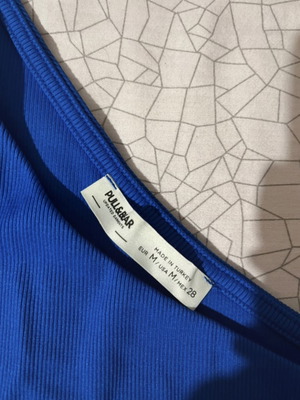 PULL&BEAR
MADE IN TURKEY
EUR M/USA M/MEX 28